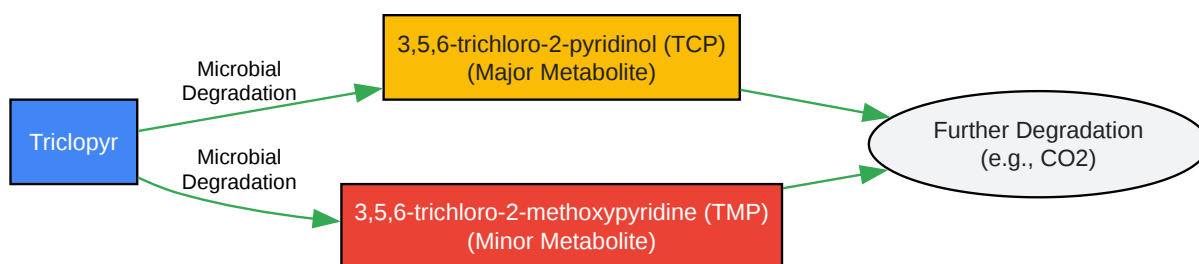 Triclopyr
Microbial
Degradation
3,5,6-trichloro-2-pyridinol (TCP)
(Major Metabolite)
Microbial
Degradation
3,5,6-trichloro-2-methoxypyridine (TMP)
(Minor Metabolite)
Further Degradation
(e.g., CO2)